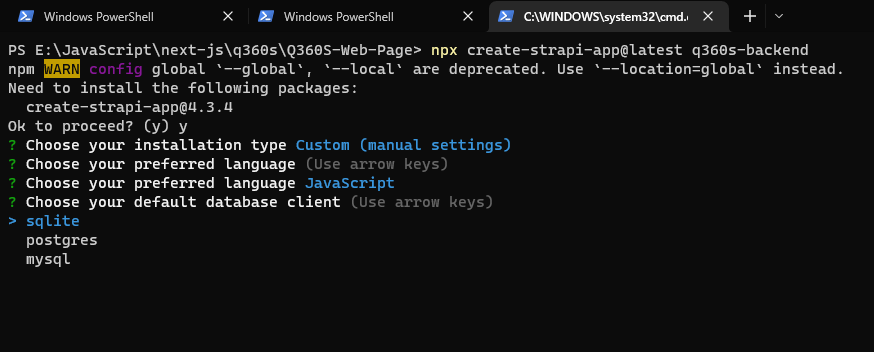 Windows PowerShell
Windows PowerShell
C:\WINDOWS\system32\cmd.
PS E:\JavaScript\next-js\q360s\Q360S-Web-Page> npx create-strapi-app@latest q360s-backend
npm WARN config global `--global`, `--local` are deprecated. Use `--location=global` instead.
Need to install the following packages:
  create-strapi-app@4.3.4
Ok to proceed? (y) y
? Choose your installation type Custom (manual settings)
? Choose your preferred language (Use arrow keys)
? Choose your preferred language JavaScript
? Choose your default database client (Use arrow keys)
> sqlite
  postgres
  mysql